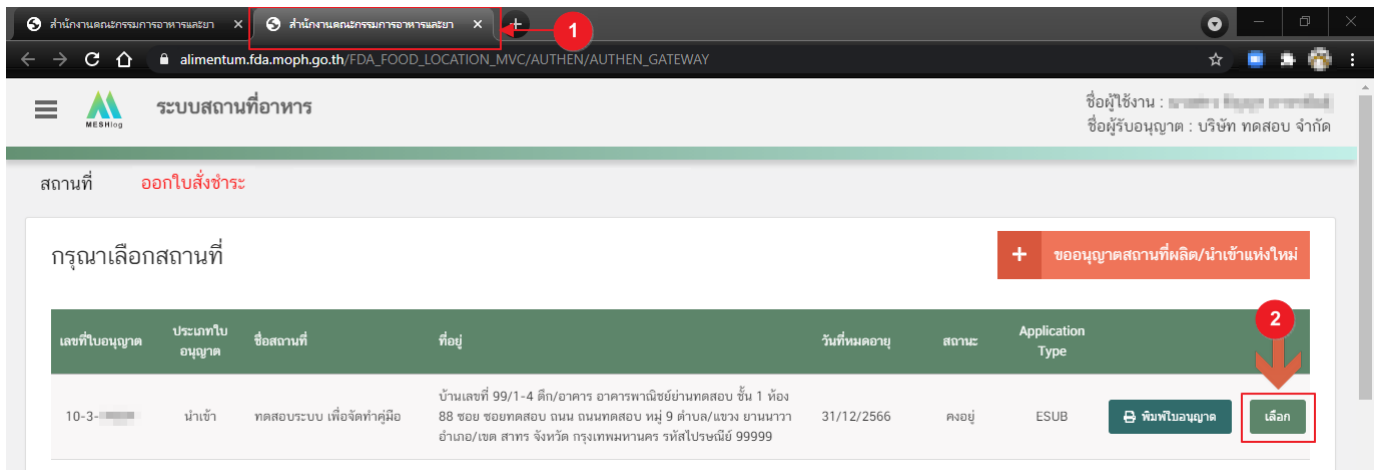 สำนักงานคณะกรรมการอาหารและยา
สำนักงานคณะกรรมการอาหารและยา
1
alimentum.fda.moph.go.th/FDA_FOOD_LOCATION_MVC/AUTHEN/AUTHEN_GATEWAY
MESHlog
ระบบสถานที่อาหาร
ชื่อผู้ใช้งาน :
ชื่อผู้รับอนุญาต : บริษัท ทดสอบ จำกัด
สถานที่ ออกใบสั่งชำระ
กรุณาเลือกสถานที่
+ ขออนุญาตสถานที่ผลิต/นำเข้าแห่งใหม่
2
เลขที่ใบอนุญาต
ประเภทใบ
อนุญาต
ชื่อสถานที่
ที่อยู่
วันที่หมดอายุ
สถานะ
Application
Type
10-3-
นำเข้า
ทดสอบระบบ เพื่อจัดทำคู่มือ
บ้านเลขที่ 99/1-4 ตึก/อาคาร อาคารพาณิชย์ย่านทดสอบ ชั้น 1 ห้อง
88 ซอย ซอยทดสอบ ถนน ถนนทดสอบ หมู่ 9 ตำบล/แขวง ยานนาวา
อำเภอ/เขต สาทร จังหวัด กรุงเทพมหานคร รหัสไปรษณีย์ 99999
31/12/2566
คงอยู่
ESUB
พิมพ์ใบอนุญาต
เลือก